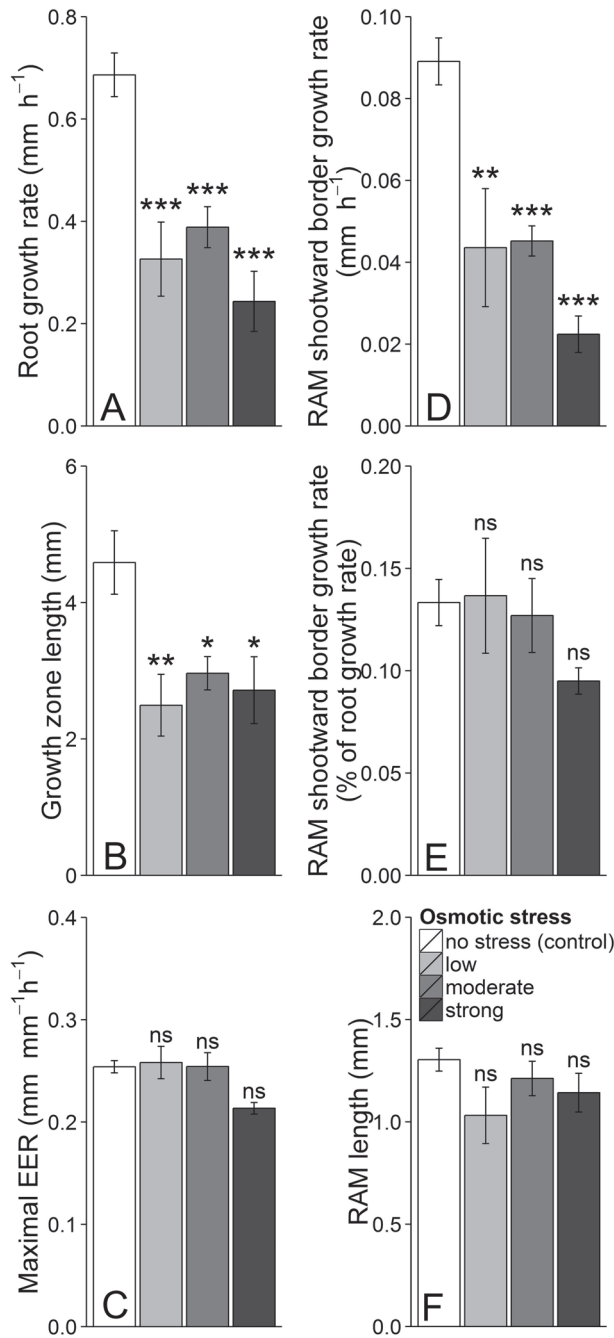 Root growth rate (mm h⁻¹)
0.8
0.6
0.4
0.2
0.0
***
***
***
A
RAM shootward border growth rate
(mm h⁻¹)
0.10
0.08
0.06
0.04
0.02
0.00
**
***
***
D
Growth zone length (mm)
6
4
2
0
**
*
*
B
RAM shootward border growth rate
(% of root growth rate)
0.20
0.15
0.10
0.05
0.00
ns
ns
ns
E
Maximal EER (mm mm⁻¹h⁻¹)
0.4
0.3
0.2
0.1
0.0
ns
ns
ns
C
RAM length (mm)
2.0
1.5
1.0
0.5
0.0
Osmotic stress
no stress (control)
low
moderate
strong
ns
ns
ns
F